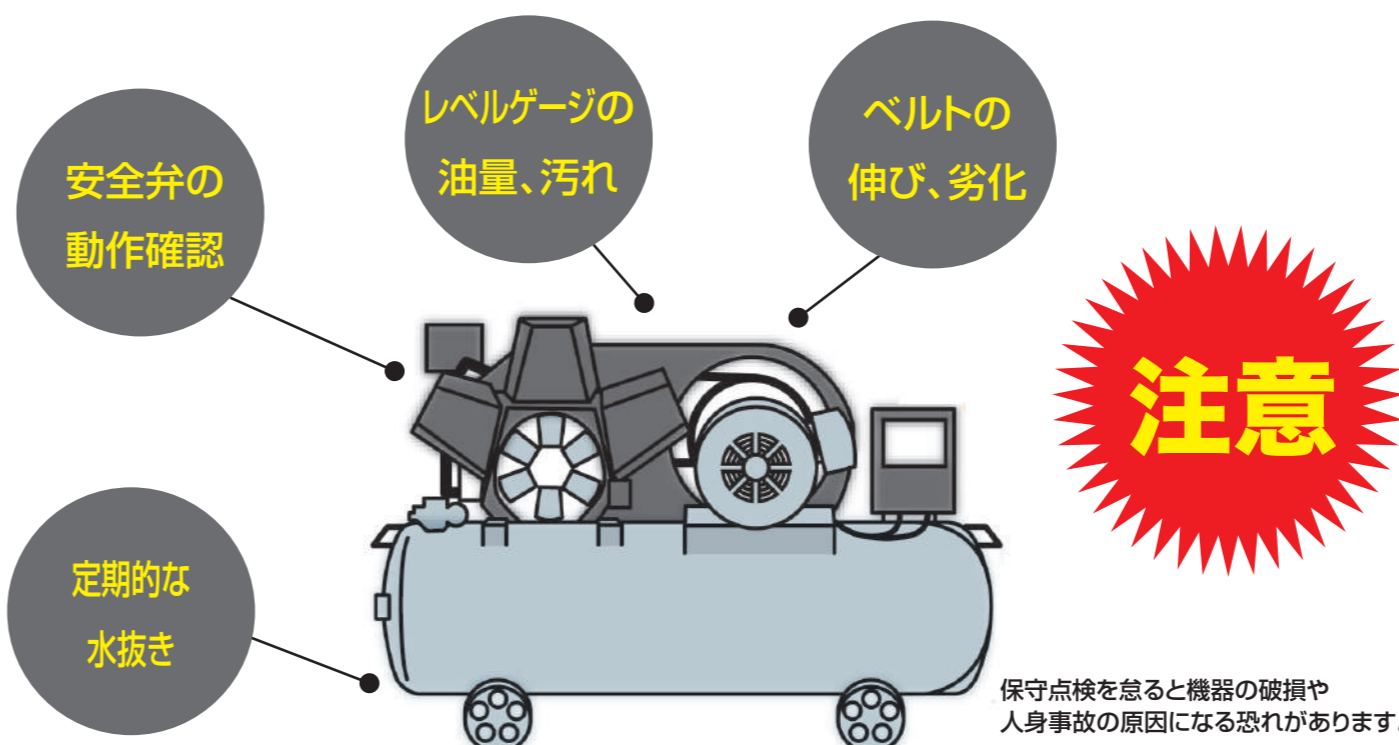 レベルゲージの
油量、汚れ
ベルトの
伸び、劣化
安全弁の
動作確認
注意
定期的な
水抜き
保守点検を怠ると機器の破損や
人身事故の原因になる恐れがあります。